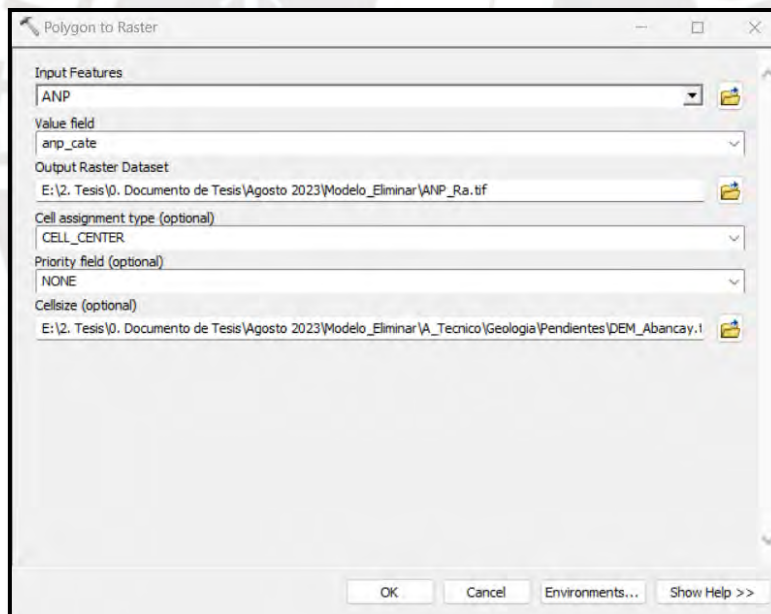 Polygon to Raster
Input Features
ANP
Value field
anp_cate
Output Raster Dataset
E:\2. Tesis\0. Documento de Tesis\Agosto 2023\Modelo_Eliminar\ANP_Ra.tif
Cell assignment type (optional)
CELL_CENTER
Priority field (optional)
NONE
Cellsize (optional)
E:\2. Tesis\0. Documento de Tesis\Agosto 2023\Modelo_Eliminar\A_Tecnico\Geologia\Pendientes\DEM_Abancay.t
OK Cancel Environments... Show Help >>